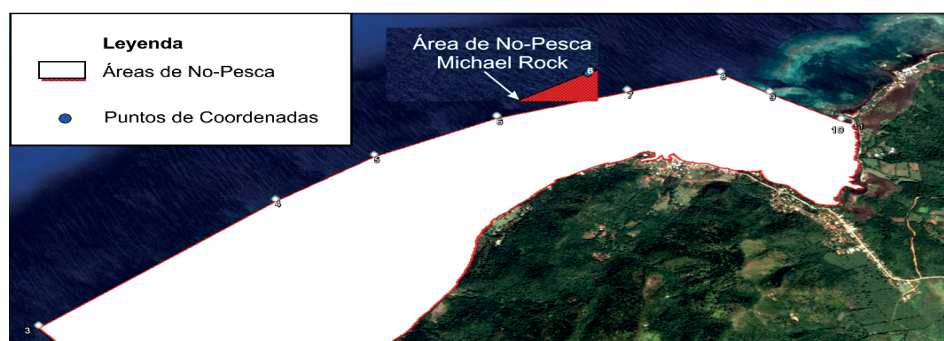 Leyenda
Áreas de No-Pesca
Puntos de Coordenadas
Área de No-Pesca
Michael Rock
6
8
7
9
6
10
11
5
4
3